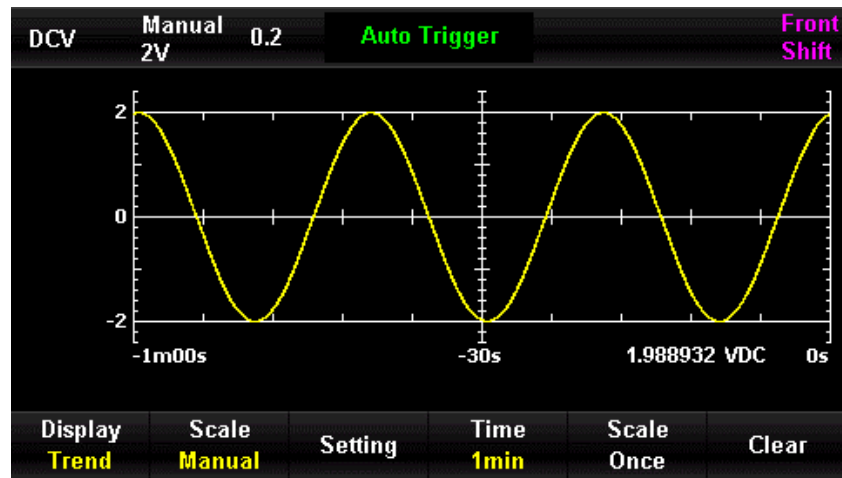 DCV Manual 0.2 Auto Trigger Front
2V Shift
2
0
-2
-1m00s -30s 1.988932 VDC 0s
Display Scale Setting Time Scale Clear
Trend Manual 1min Once